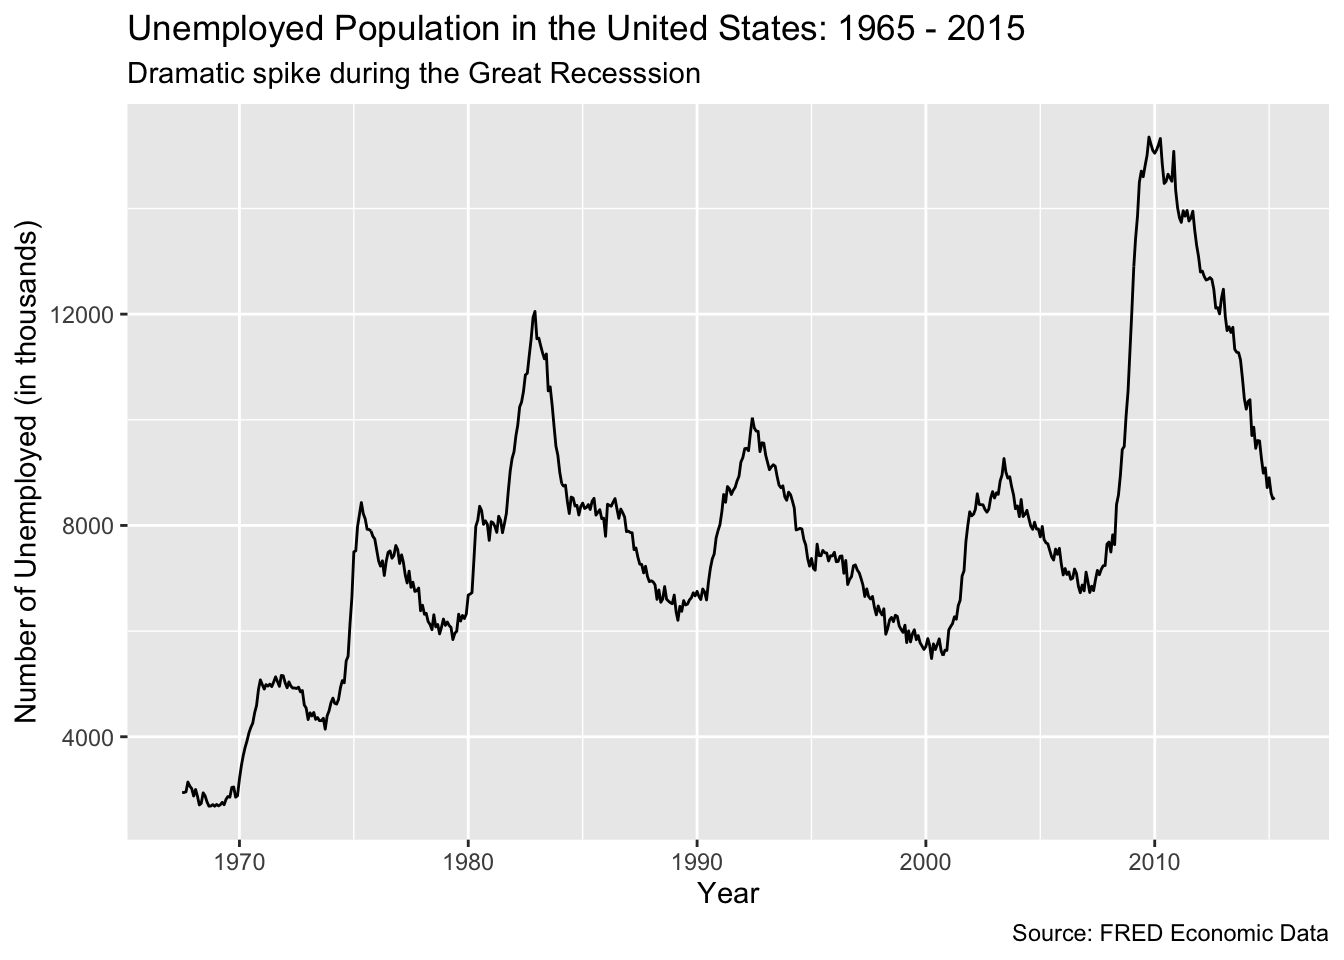 Unemployed Population in the United States: 1965 - 2015
Dramatic spike during the Great Recesssion
Number of Unemployed (in thousands)
12000
8000
4000
1970 1980 1990 2000 2010
Year
Source: FRED Economic Data